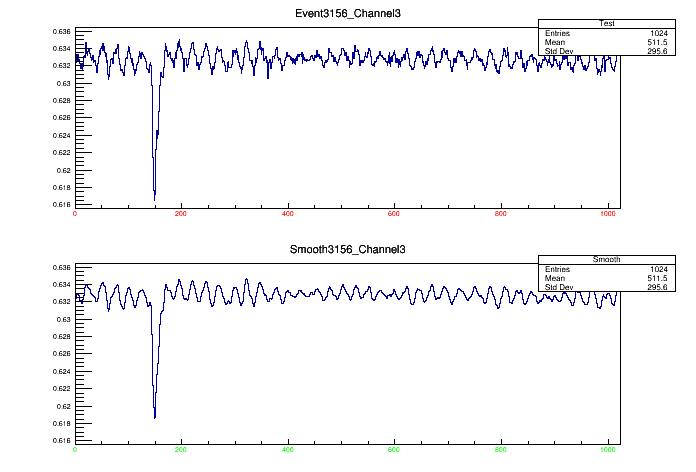 Event3156_Channel3
Test
Entries 1024
Mean 511.5
Std Dev 295.6
0.636
0.634
0.632
0.63
0.628
0.626
0.624
0.622
0.62
0.618
0.616
0 200 400 600 800 1000
Smooth3156_Channel3
Smooth
Entries 1024
Mean 511.5
Std Dev 295.6
0.636
0.634
0.632
0.63
0.628
0.626
0.624
0.622
0.62
0.618
0.616
0 200 400 600 800 1000